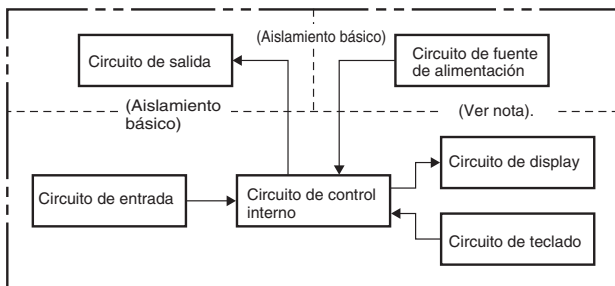 (Aislamiento básico)
Circuito de salida
Circuito de fuente
de alimentación
(Aislamiento
básico)
(Ver nota).
Circuito de display
Circuito de entrada
Circuito de control
interno
Circuito de teclado